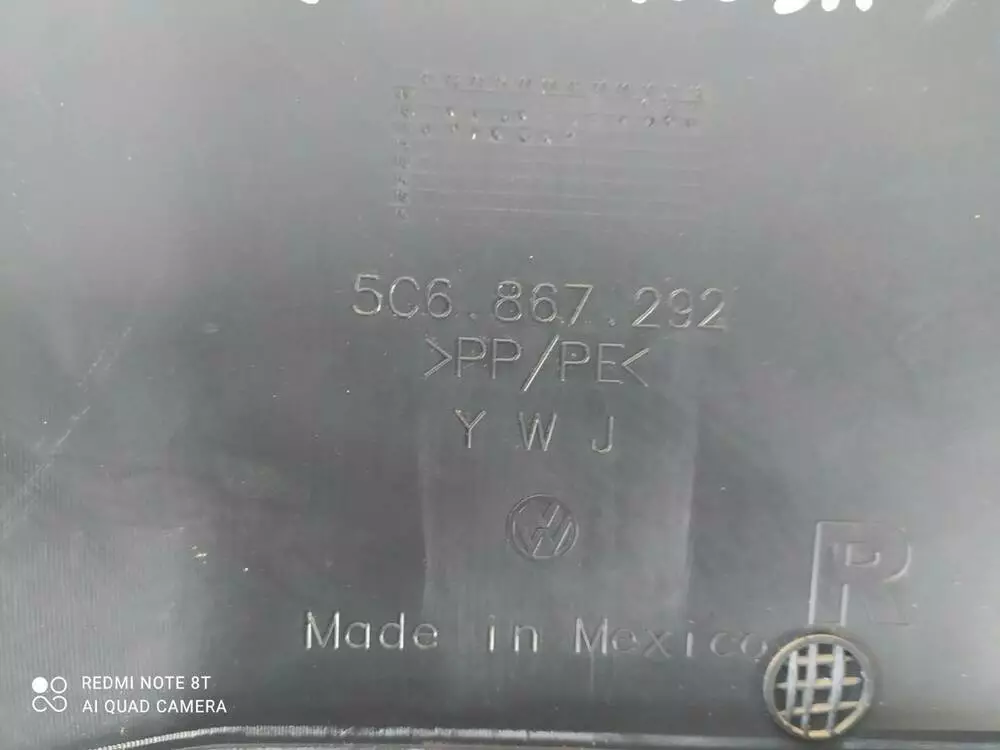 5C6.867.292
>PP/PE<
Y W J
R
Made in Mexico
REDMI NOTE 8T
AI QUAD CAMERA